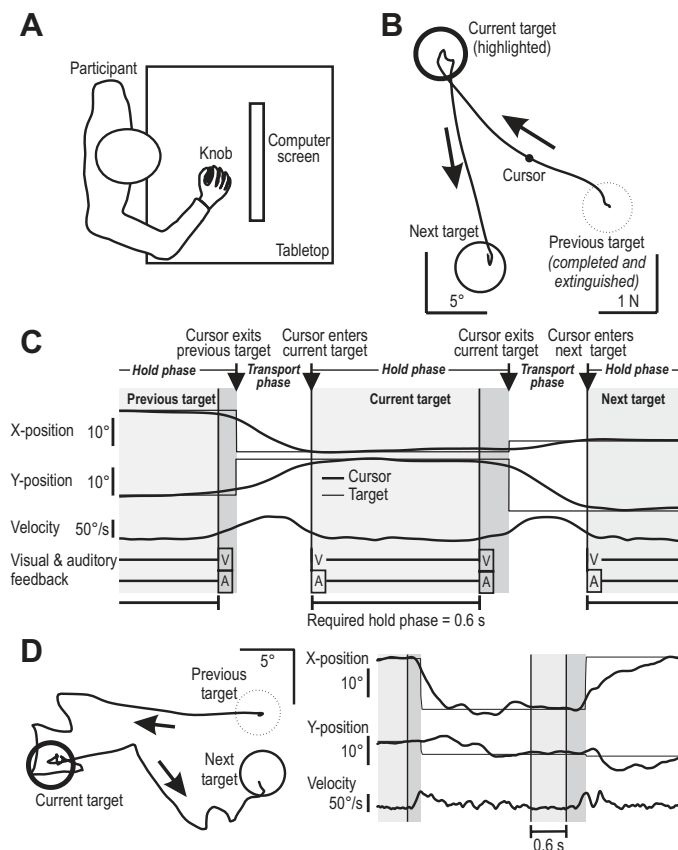 A
Participant
Knob
Computer
screen
Tabletop
B
Current target
(highlighted)
Cursor
Next target
Previous target
(completed and
extinguished)
5°
1 N
C
Cursor exits
previous target
Cursor enters
current target
Cursor exits
current target
Cursor enters
next target
Hold phase
Transport
phase
Hold phase
Transport
phase
Hold phase
Previous target
Current target
Next target
X-position 10°
Y-position 10°
Cursor
Target
Velocity 50°/s
Visual & auditory
feedback
V
V
V
V
A
A
A
A
Required hold phase = 0.6 s
D
5°
Previous
target
Next
target
Current target
X-position
10°
Y-position
10°
Velocity
50°/s
0.6 s